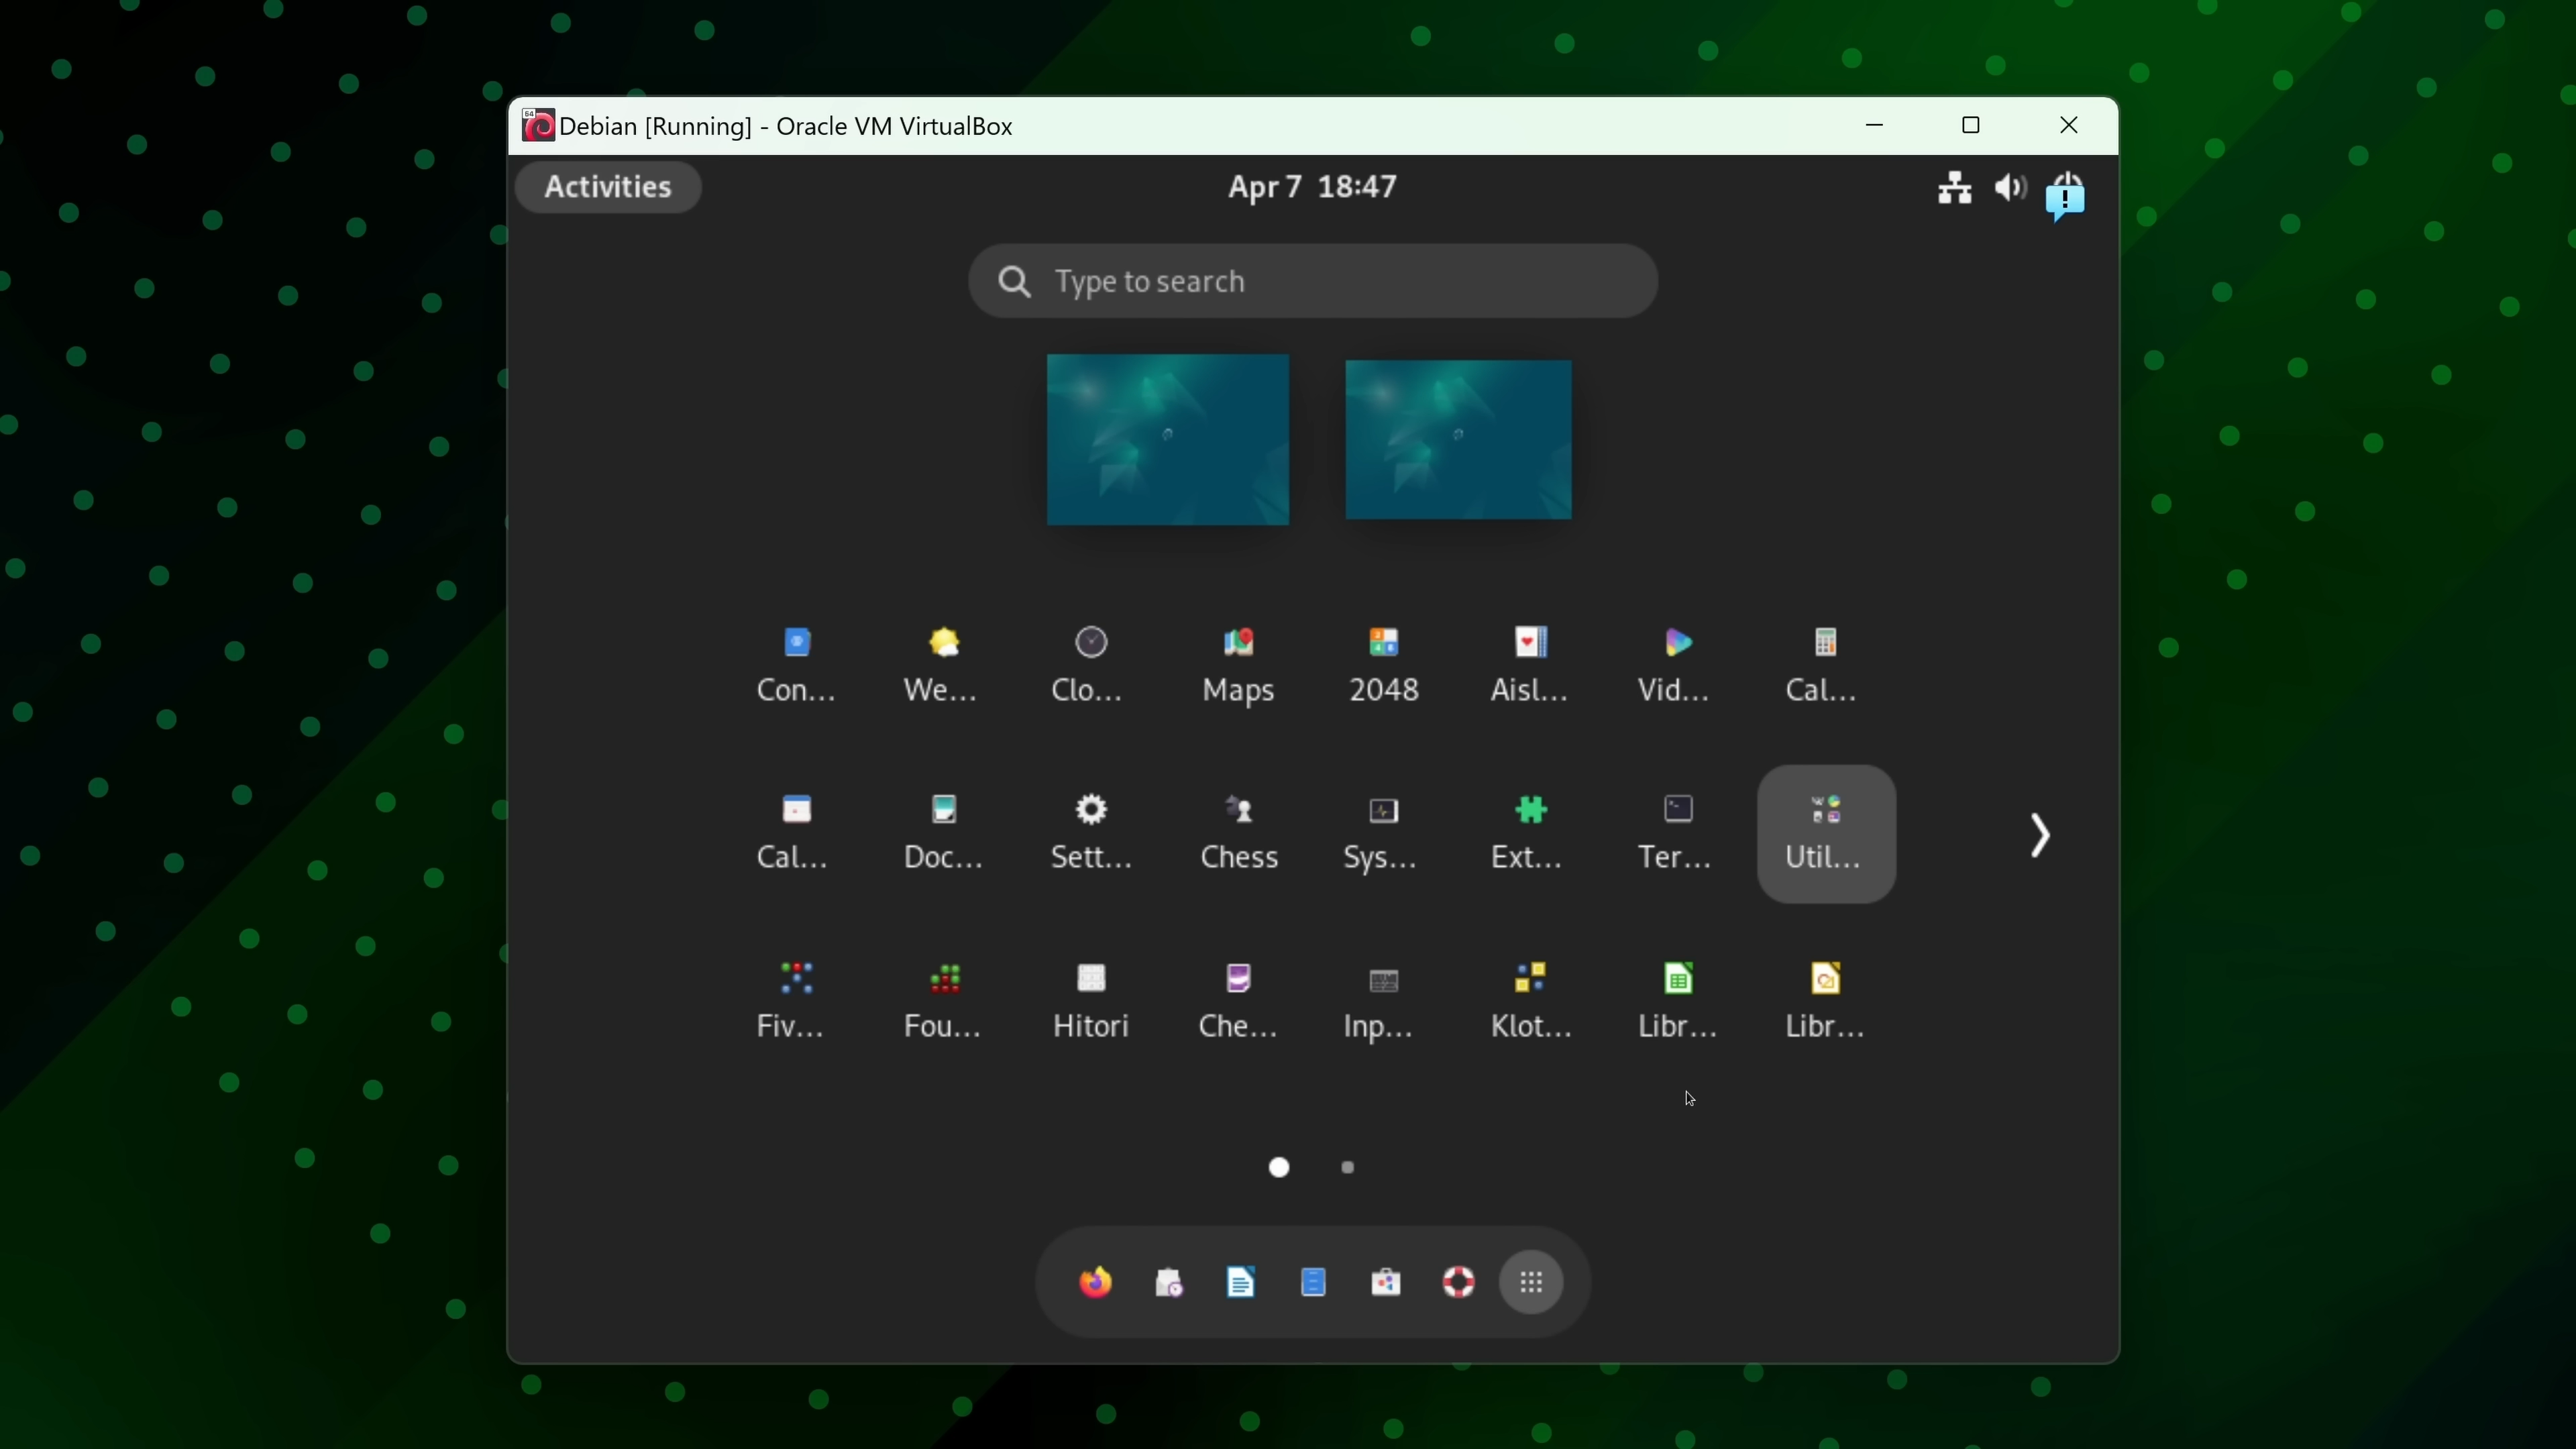 Debian [Running] - Oracle VM VirtualBox
Activities
Apr 7 18:47
Type to search
Con... We... Clo... Maps 2048 Aisl... Vid... Cal...
Cal... Doc... Sett... Chess Sys... Ext... Ter... Util...
Fiv... Fou... Hitori Che... Inp... Klot... Libr... Libr...